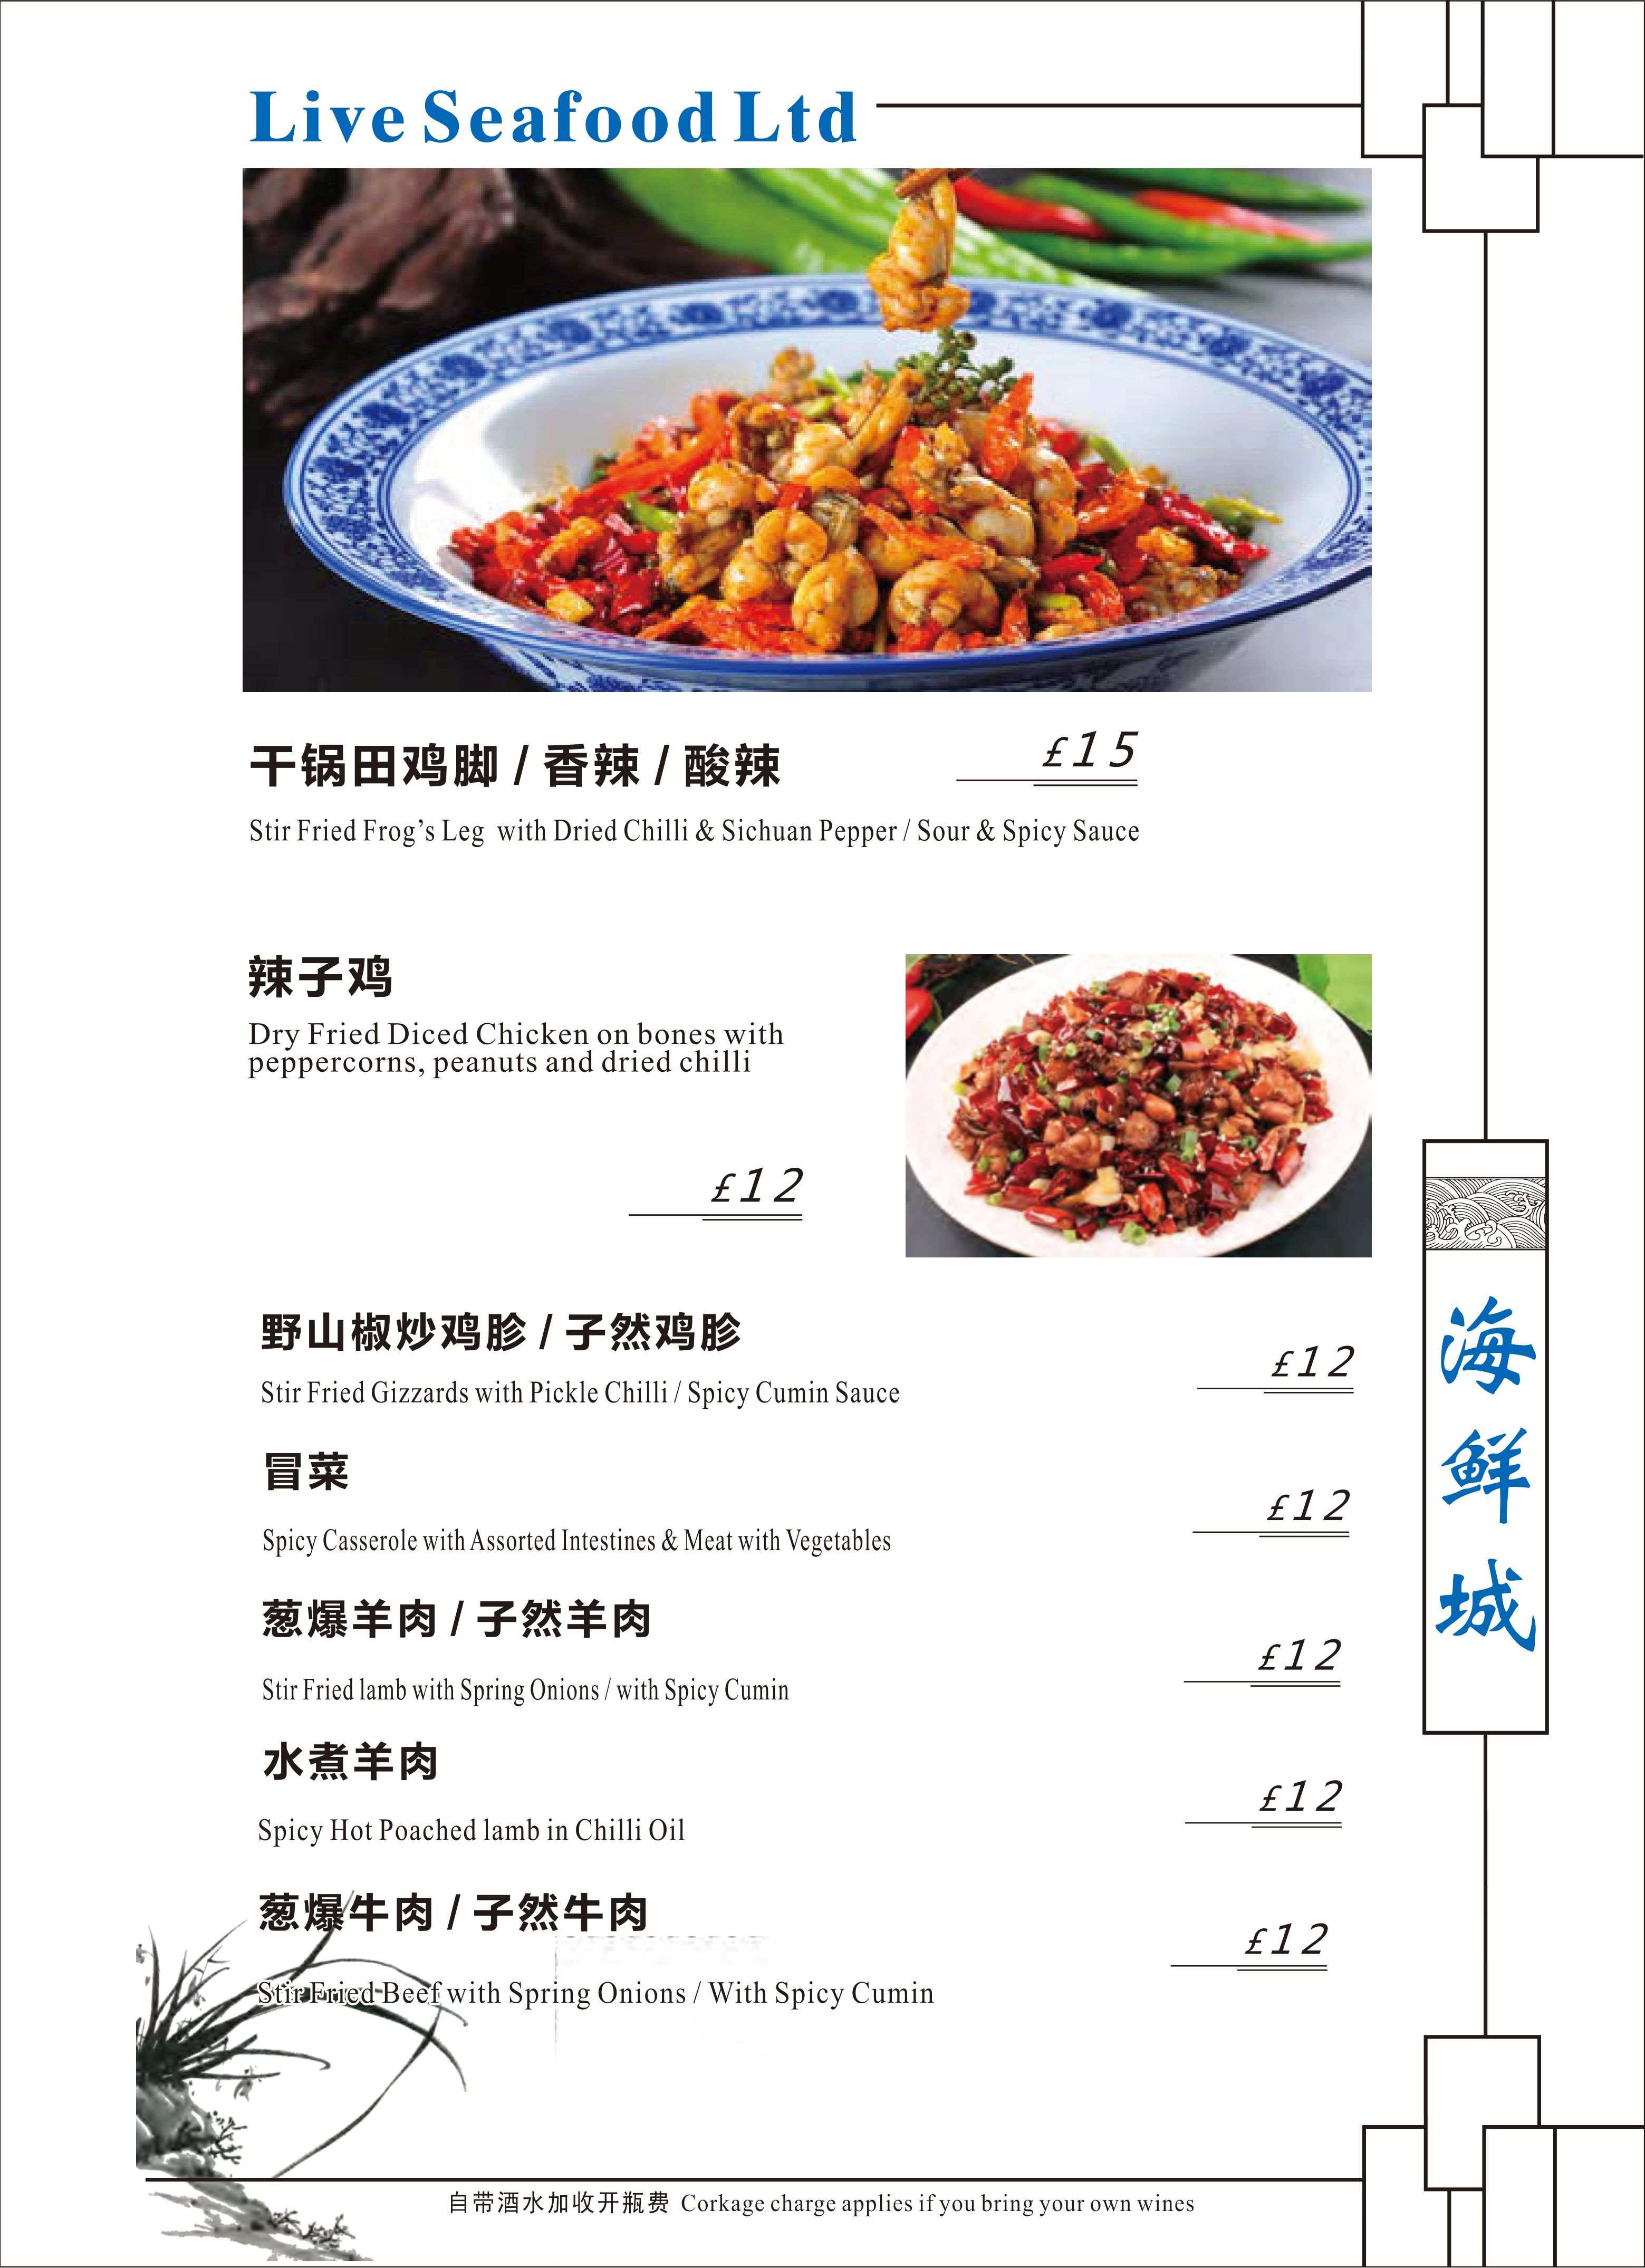 Live Seafood Ltd
干锅田鸡脚 / 香辣 / 酸辣
£15
Stir Fried Frog’s Leg with Dried Chilli & Sichuan Pepper / Sour & Spicy Sauce
辣子鸡
Dry Fried Diced Chicken on bones with
peppercorns, peanuts and dried chilli
£12
野山椒炒鸡胗 / 孑然鸡胗
£12
Stir Fried Gizzards with Pickle Chilli / Spicy Cumin Sauce
冒菜
£12
Spicy Casserole with Assorted Intestines & Meat with Vegetables
葱爆羊肉 / 孑然羊肉
£12
Stir Fried lamb with Spring Onions / with Spicy Cumin
水煮羊肉
£12
Spicy Hot Poached lamb in Chilli Oil
葱爆牛肉 / 孑然牛肉
£12
Stir Fried Beef with Spring Onions / With Spicy Cumin
海鲜城
自带酒水加收开瓶费 Corkage charge applies if you bring your own wines